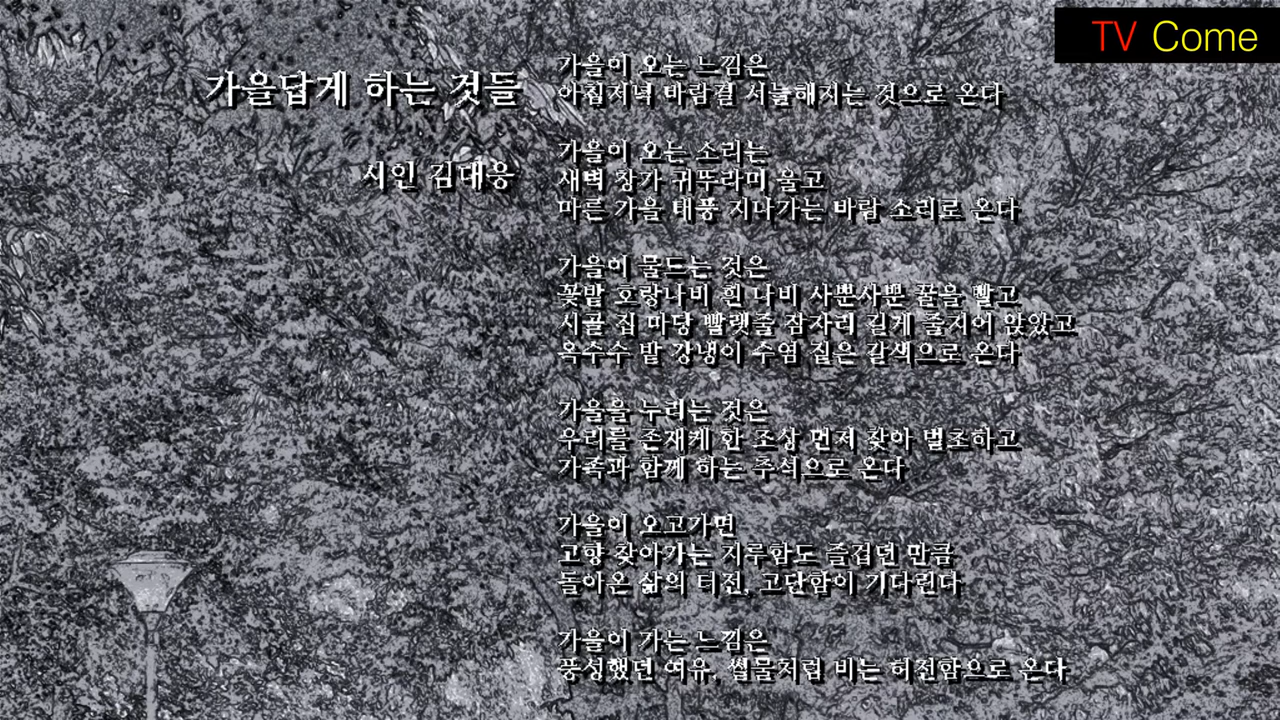 TV Come
가을답게 하는 것들
시인 김대응
가을이 오는 느낌은
아침저녁 바람결 서늘해지는 것으로 온다
가을이 오는 소리는
새벽 창가 귀뚜라미 울고
마른 가을 태풍 지나가는 바람 소리로 온다
가을이 물드는 것은
꽃밭 호랑나비 흰 나비 사뿐사뿐 꿀을 빨고
시골 집 마당 빨랫줄 잠자리 길게 줄지어 앉았고
옥수수 밭 강냉이 수염 짙은 갈색으로 온다
가을을 누리는 것은
우리를 존재케 한 조상 먼저 찾아 벌초하고
가족과 함께 하는 추석으로 온다
가을이 오고가면
고향 찾아가는 지루함도 즐겁던 만큼
돌아온 삶의 터전, 고단함이 기다린다
가을이 가는 느낌은
풍성했던 여유, 썰물처럼 비는 허전함으로 온다